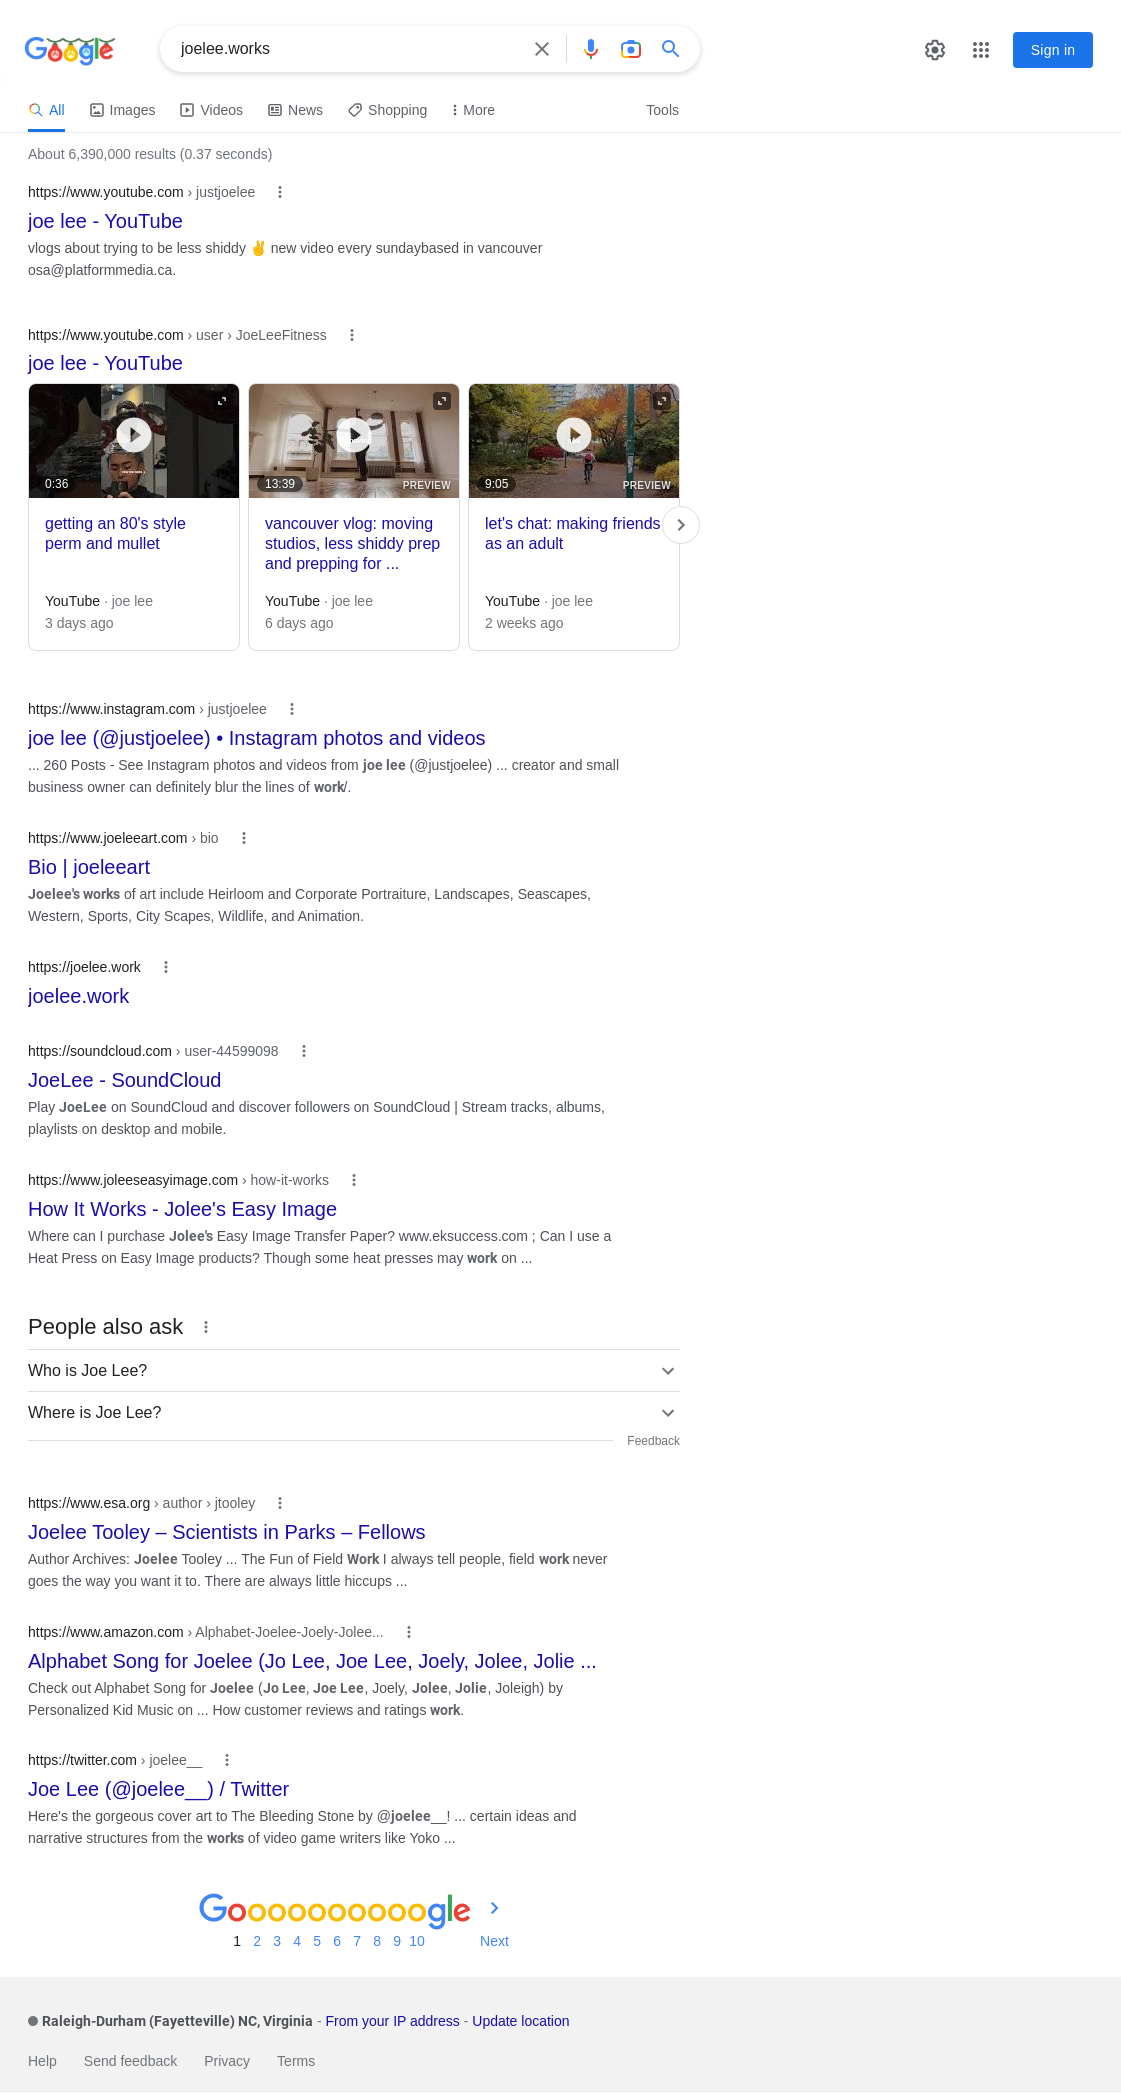 Google
joelee.works
Sign in
All
Images
Videos
News
Shopping
More
Tools
About 6,390,000 results (0.37 seconds)
https://www.youtube.com › justjoelee
joe lee - YouTube
vlogs about trying to be less shiddy ✌️ new video every sundaybased in vancouver
osa@platformmedia.ca.
https://www.youtube.com › user › JoeLeeFitness
joe lee - YouTube
0:36
13:39
PREVIEW
9:05
PREVIEW
getting an 80's style
perm and mullet
YouTube · joe lee
3 days ago
vancouver vlog: moving
studios, less shiddy prep
and prepping for ...
YouTube · joe lee
6 days ago
let's chat: making friends
as an adult
YouTube · joe lee
2 weeks ago
https://www.instagram.com › justjoelee
joe lee (@justjoelee) • Instagram photos and videos
... 260 Posts - See Instagram photos and videos from joe lee (@justjoelee) ... creator and small
business owner can definitely blur the lines of work/.
https://www.joeleeart.com › bio
Bio | joeleeart
Joelee's works of art include Heirloom and Corporate Portraiture, Landscapes, Seascapes,
Western, Sports, City Scapes, Wildlife, and Animation.
https://joelee.work
joelee.work
https://soundcloud.com › user-44599098
JoeLee - SoundCloud
Play JoeLee on SoundCloud and discover followers on SoundCloud | Stream tracks, albums,
playlists on desktop and mobile.
https://www.joleeseasyimage.com › how-it-works
How It Works - Jolee's Easy Image
Where can I purchase Jolee's Easy Image Transfer Paper? www.eksuccess.com ; Can I use a
Heat Press on Easy Image products? Though some heat presses may work on ...
People also ask
Who is Joe Lee?
Where is Joe Lee?
Feedback
https://www.esa.org › author › jtooley
Joelee Tooley – Scientists in Parks – Fellows
Author Archives: Joelee Tooley ... The Fun of Field Work I always tell people, field work never
goes the way you want it to. There are always little hiccups ...
https://www.amazon.com › Alphabet-Joelee-Joely-Jolee...
Alphabet Song for Joelee (Jo Lee, Joe Lee, Joely, Jolee, Jolie ...
Check out Alphabet Song for Joelee (Jo Lee, Joe Lee, Joely, Jolee, Jolie, Joleigh) by
Personalized Kid Music on ... How customer reviews and ratings work.
https://twitter.com › joelee__
Joe Lee (@joelee__) / Twitter
Here's the gorgeous cover art to The Bleeding Stone by @joelee__! ... certain ideas and
narrative structures from the works of video game writers like Yoko ...
Goooooooooogle
1 2 3 4 5 6 7 8 9 10 Next
Raleigh-Durham (Fayetteville) NC, Virginia - From your IP address - Update location
Help
Send feedback
Privacy
Terms